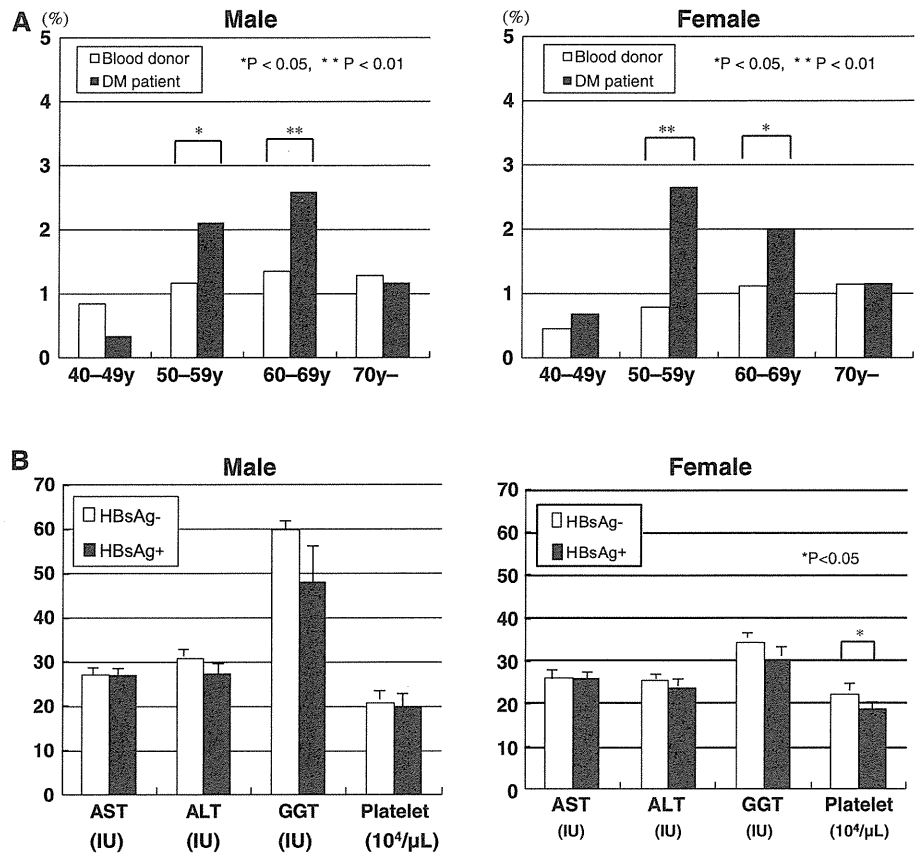 A
(%)
Male
5
4
3
2
1
0
Blood donor
DM patient
*P < 0.05, * * P < 0.01
*
**
40–49y 50–59y 60–69y 70y–
(%)
Female
5
4
3
2
1
0
Blood donor
DM patient
*P < 0.05, * * P < 0.01
**
*
40–49y 50–59y 60–69y 70y–
B
Male
70
60
50
40
30
20
10
0
HBsAg-
HBsAg+
AST ALT GGT Platelet
(IU) (IU) (IU) (10⁴/µL)
Female
70
60
50
40
30
20
10
0
HBsAg-
HBsAg+
*P<0.05
*
AST ALT GGT Platelet
(IU) (IU) (IU) (10⁴/µL)